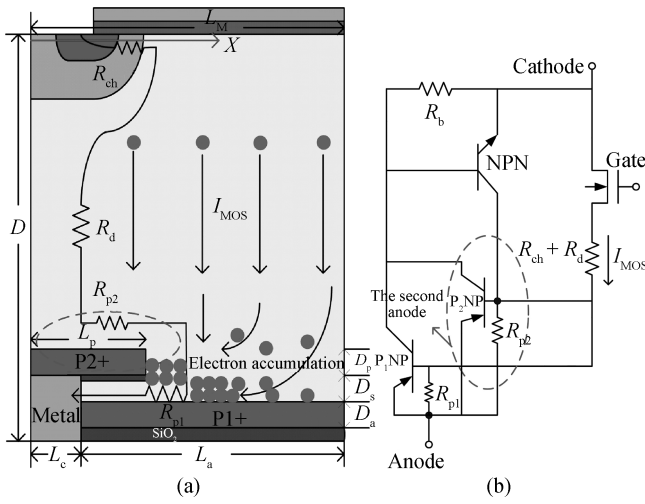 L_M
X
R_ch
D
I_MOS
R_d
R_p2
L_p
P2+
Electron accumulation
D_p
D_s
Metal
R_p1
P1+
D_a
SiO_2
L_c
L_a
(a)
Cathode
R_b
NPN
Gate
R_ch + R_d
I_MOS
The second
anode
P_2NP
R_p2
P_1NP
R_p1
Anode
(b)